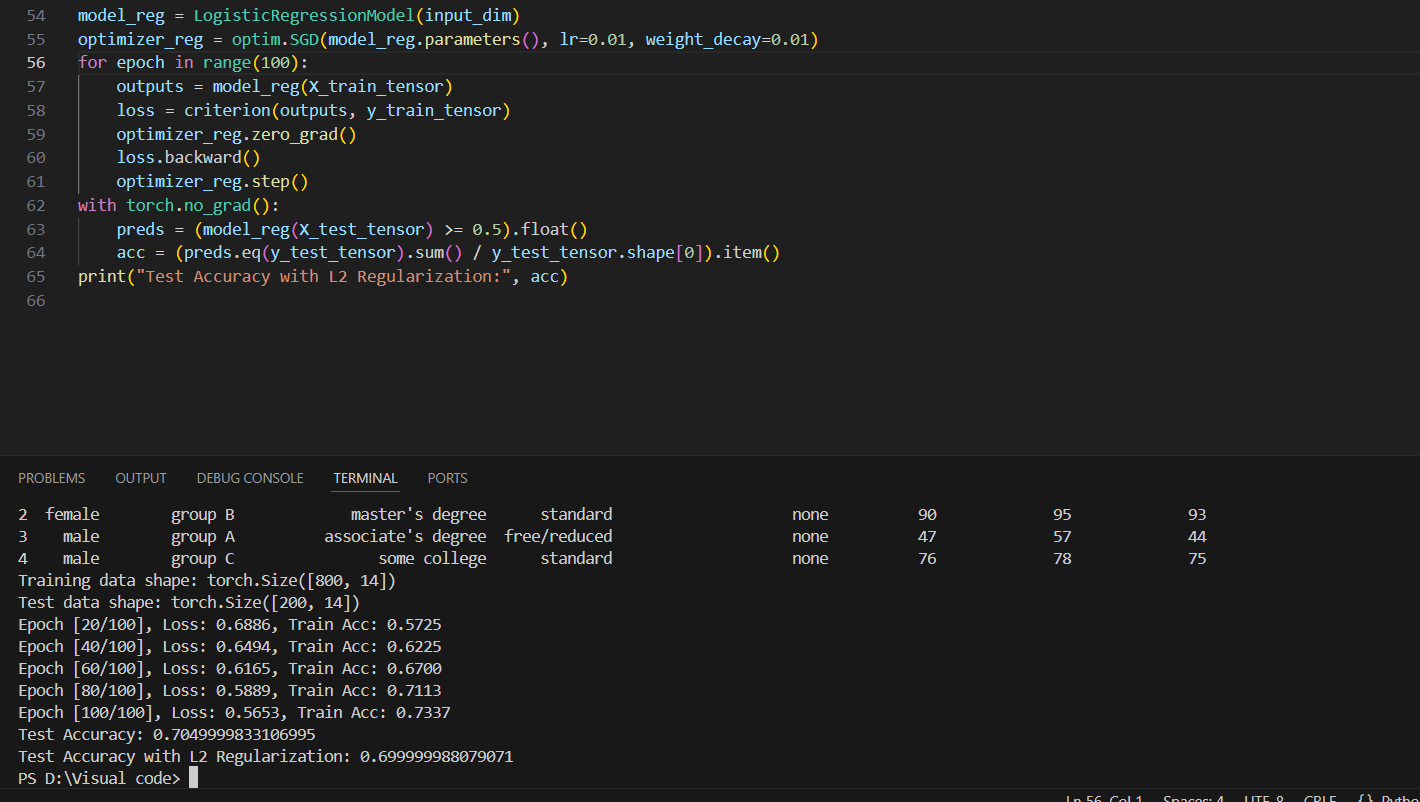 54 model_reg = LogisticRegressionModel(input_dim)
55 optimizer_reg = optim.SGD(model_reg.parameters(), lr=0.01, weight_decay=0.01)
56 for epoch in range(100):
57     outputs = model_reg(X_train_tensor)
58     loss = criterion(outputs, y_train_tensor)
59     optimizer_reg.zero_grad()
60     loss.backward()
61     optimizer_reg.step()
62 with torch.no_grad():
63     preds = (model_reg(X_test_tensor) >= 0.5).float()
64     acc = (preds.eq(y_test_tensor).sum() / y_test_tensor.shape[0]).item()
65 print("Test Accuracy with L2 Regularization:", acc)
66
PROBLEMS OUTPUT DEBUG CONSOLE TERMINAL PORTS
2 female group B master's degree standard none 90 95 93
3 male group A associate's degree free/reduced none 47 57 44
4 male group C some college standard none 76 78 75
Training data shape: torch.Size([800, 14])
Test data shape: torch.Size([200, 14])
Epoch [20/100], Loss: 0.6886, Train Acc: 0.5725
Epoch [40/100], Loss: 0.6494, Train Acc: 0.6225
Epoch [60/100], Loss: 0.6165, Train Acc: 0.6700
Epoch [80/100], Loss: 0.5889, Train Acc: 0.7113
Epoch [100/100], Loss: 0.5653, Train Acc: 0.7337
Test Accuracy: 0.7049999833106995
Test Accuracy with L2 Regularization: 0.699999988079071
PS D:\Visual code>
Ln 56, Col 1 Spaces: 4 UTF-8 CRLF {} Pytho